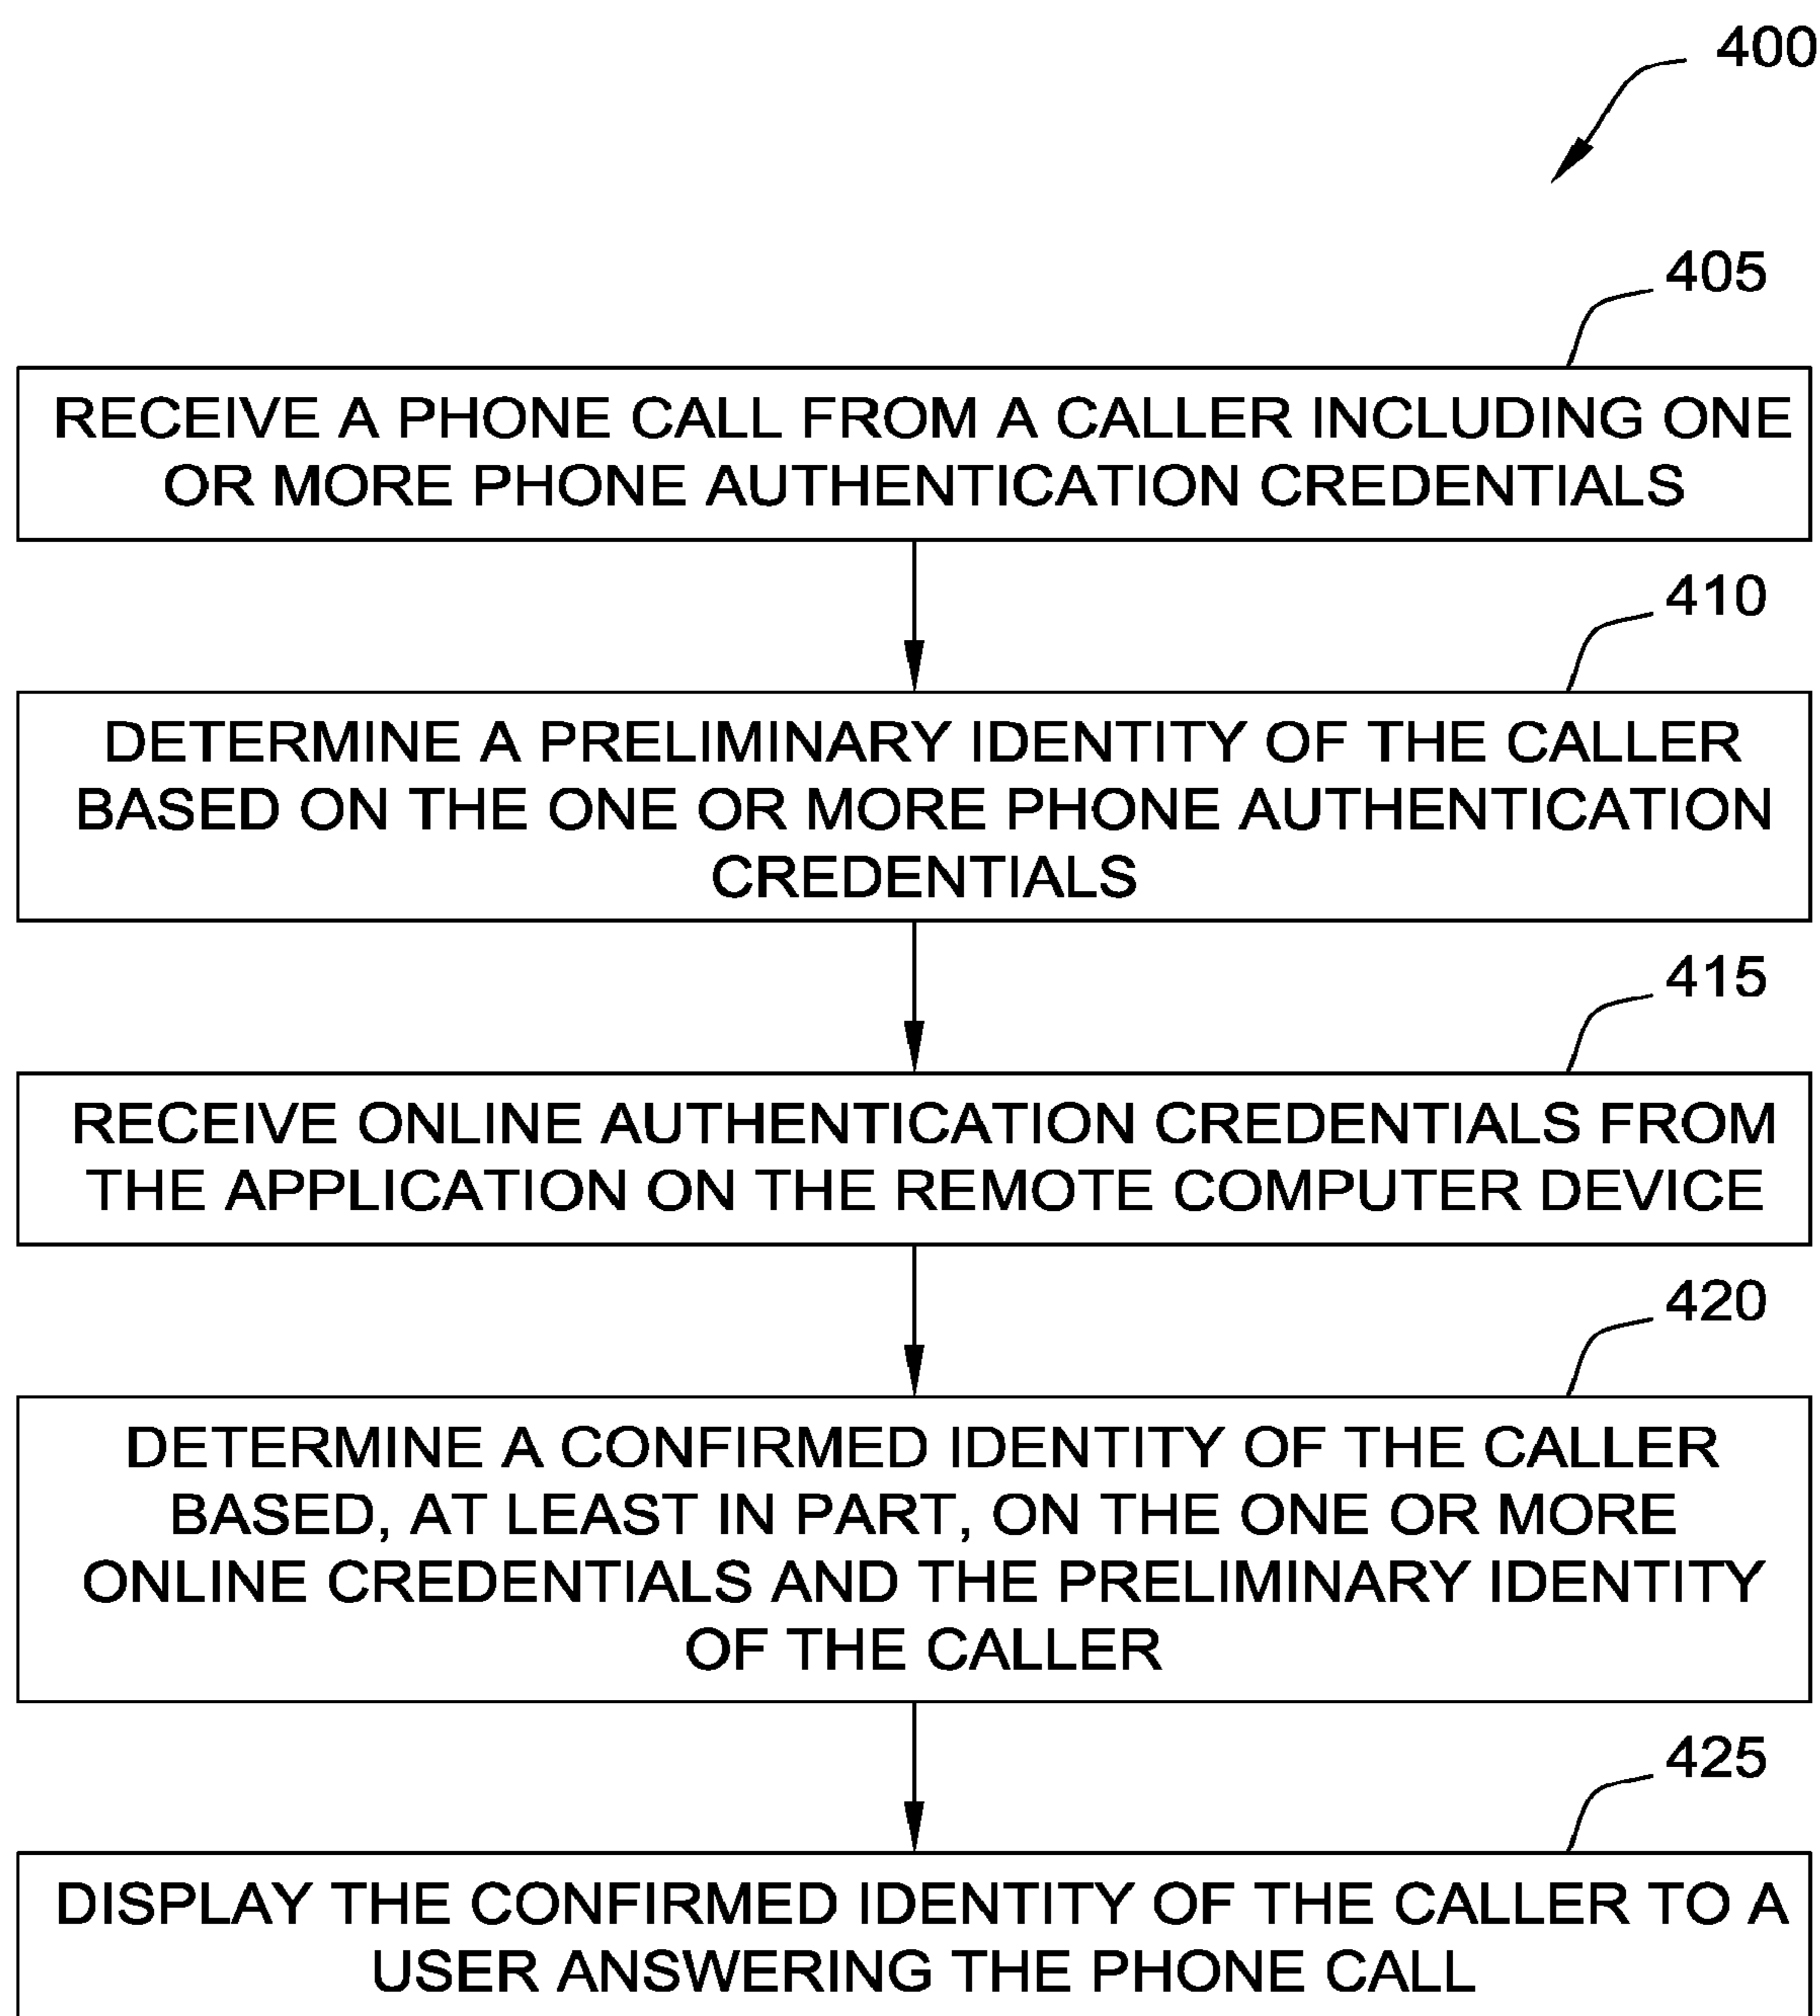 400
405
RECEIVE A PHONE CALL FROM A CALLER INCLUDING ONE
OR MORE PHONE AUTHENTICATION CREDENTIALS
410
DETERMINE A PRELIMINARY IDENTITY OF THE CALLER
BASED ON THE ONE OR MORE PHONE AUTHENTICATION
CREDENTIALS
415
RECEIVE ONLINE AUTHENTICATION CREDENTIALS FROM
THE APPLICATION ON THE REMOTE COMPUTER DEVICE
420
DETERMINE A CONFIRMED IDENTITY OF THE CALLER
BASED, AT LEAST IN PART, ON THE ONE OR MORE
ONLINE CREDENTIALS AND THE PRELIMINARY IDENTITY
OF THE CALLER
425
DISPLAY THE CONFIRMED IDENTITY OF THE CALLER TO A
USER ANSWERING THE PHONE CALL